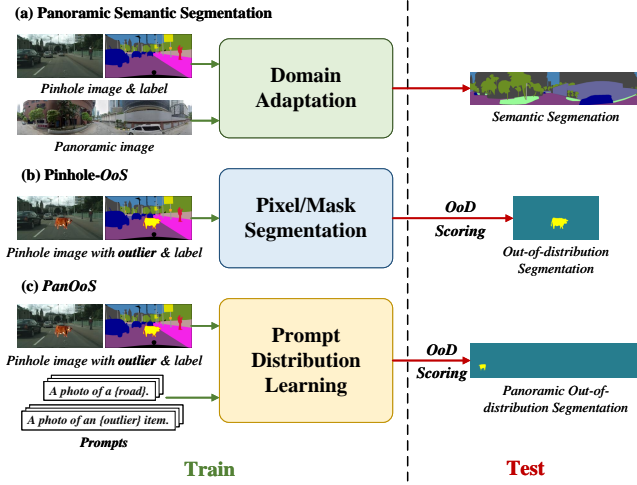 (a) Panoramic Semantic Segmentation
Pinhole image & label
Panoramic image
Domain
Adaptation
Semantic Segmenation
(b) Pinhole-OoS
Pinhole image with outlier & label
Pixel/Mask
Segmentation
OoD
Scoring
Out-of-distribution
Segmentation
(c) PanOoS
Pinhole image with outlier & label
A photo of a {road}.
A photo of an {outlier} item.
Prompts
Prompt
Distribution
Learning
OoD
Scoring
Panoramic Out-of-
distribution Segmentation
Train
Test